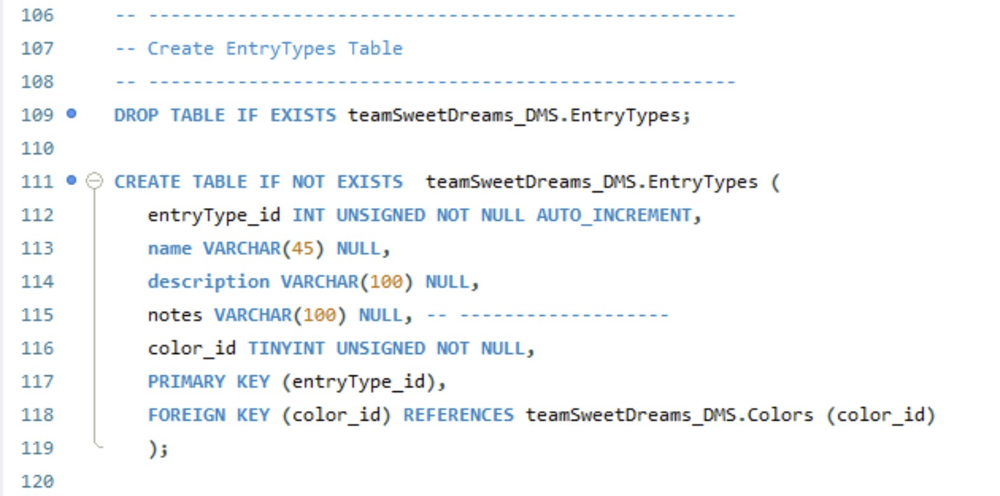 106 -- -----------------------------------------------------
107 -- Create EntryTypes Table
108 -- -----------------------------------------------------
109 DROP TABLE IF EXISTS teamSweetDreams_DMS.EntryTypes;
110
111 CREATE TABLE IF NOT EXISTS  teamSweetDreams_DMS.EntryTypes (
112 entryType_id INT UNSIGNED NOT NULL AUTO_INCREMENT,
113 name VARCHAR(45) NULL,
114 description VARCHAR(100) NULL,
115 notes VARCHAR(100) NULL, -- -------------------
116 color_id TINYINT UNSIGNED NOT NULL,
117 PRIMARY KEY (entryType_id),
118 FOREIGN KEY (color_id) REFERENCES teamSweetDreams_DMS.Colors (color_id)
119 );
120